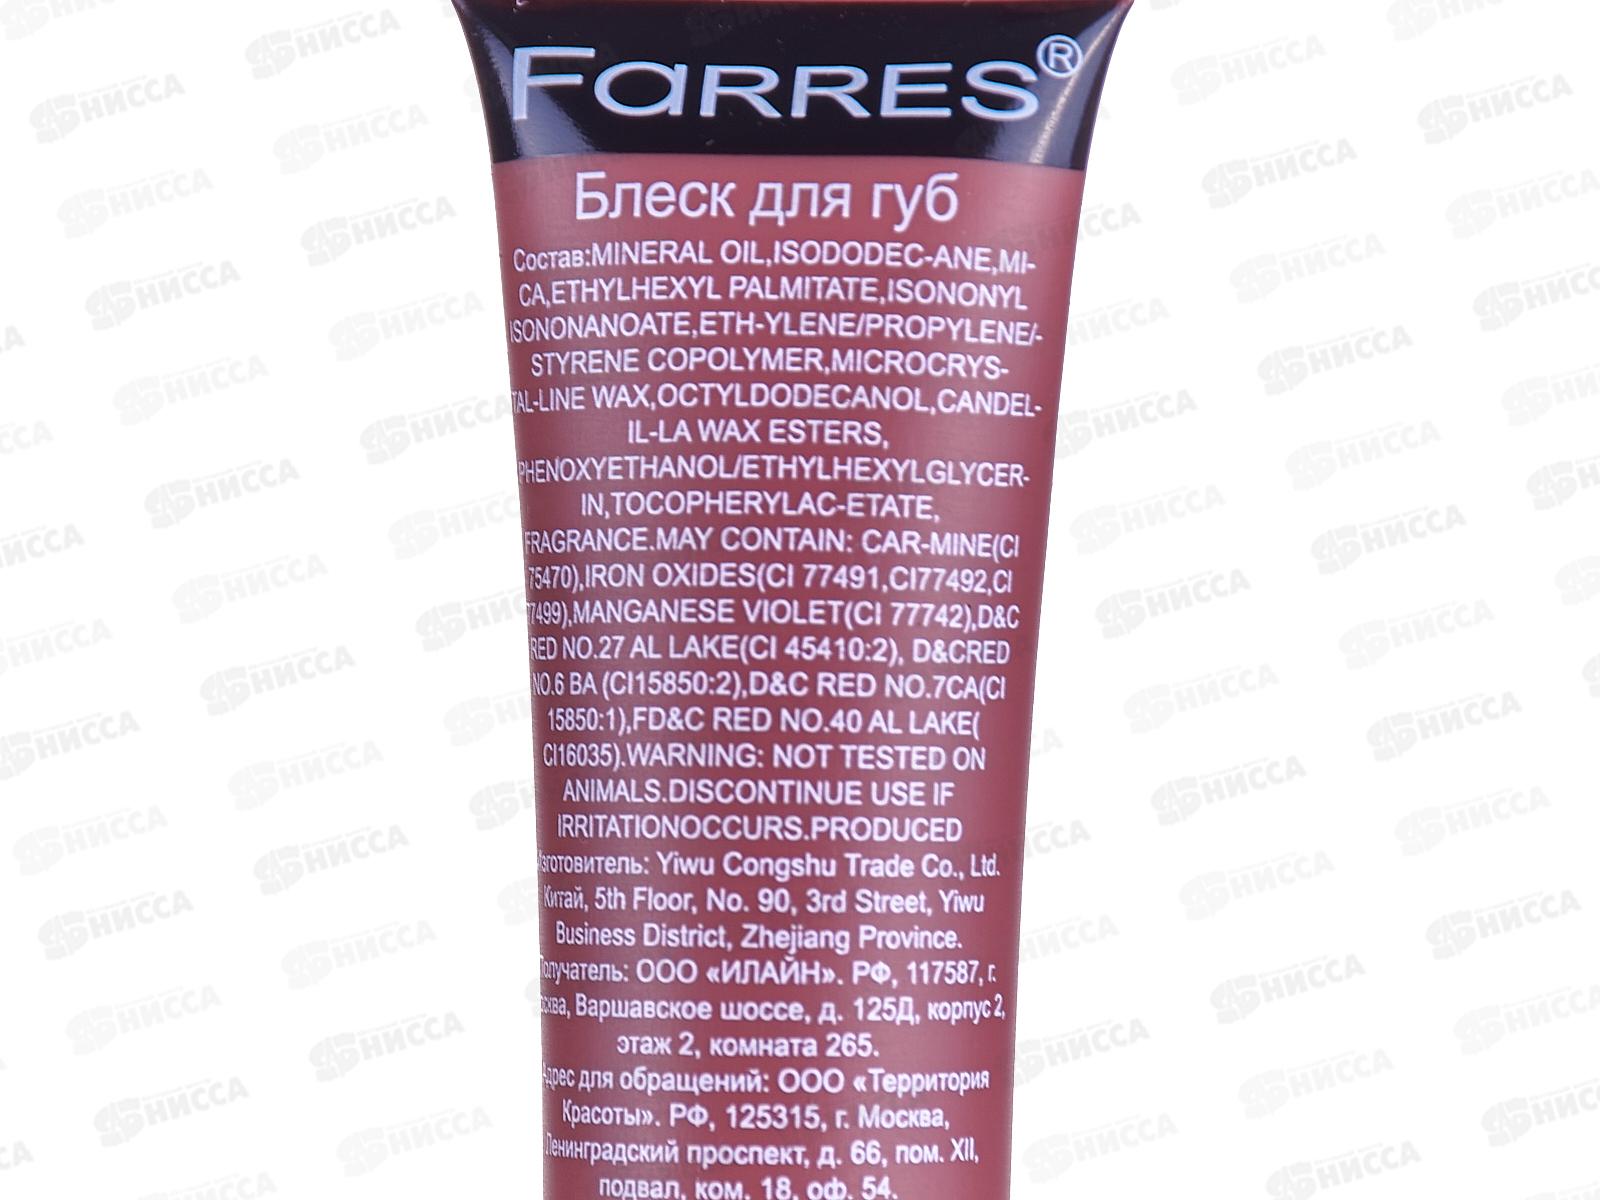 FARRES®
Блеск для губ
Состав:MINERAL OIL,ISODODEC-ANE,MI-
CA,ETHYLHEXYL PALMITATE,ISONONYL
ISONONANOATE,ETH-YLENE/PROPYLENE/-
STYRENE COPOLYMER,MICROCRYS-
TAL-LINE WAX,OCTYLDODECANOL,CANDEL-
IL-LA WAX ESTERS,
PHENOXYETHANOL/ETHYLHEXYLGLYCER-
IN,TOCOPHERYLAC-ETATE,
FRAGRANCE.MAY CONTAIN: CAR-MINE(CI
75470),IRON OXIDES(CI 77491,CI77492,CI
77499),MANGANESE VIOLET(CI 77742),D&C
RED NO.27 AL LAKE(CI 45410:2), D&CRED
NO.6 BA (CI15850:2),D&C RED NO.7CA(CI
15850:1),FD&C RED NO.40 AL LAKE(
CI16035).WARNING: NOT TESTED ON
ANIMALS.DISCONTINUE USE IF
IRRITATIONOCCURS.PRODUCED
Изготовитель: Yiwu Congshu Trade Co., Ltd.
Китай, 5th Floor, No. 90, 3rd Street, Yiwu
Business District, Zhejiang Province.
Получатель: ООО «ИЛАЙН». РФ, 117587, г.
Москва, Варшавское шоссе, д. 125Д, корпус 2,
этаж 2, комната 265.
Адрес для обращений: ООО «Территория
Красоты». РФ, 125315, г. Москва,
Ленинградский проспект, д. 66, пом. XII,
подвал, ком. 18, оф. 54.
НИССА